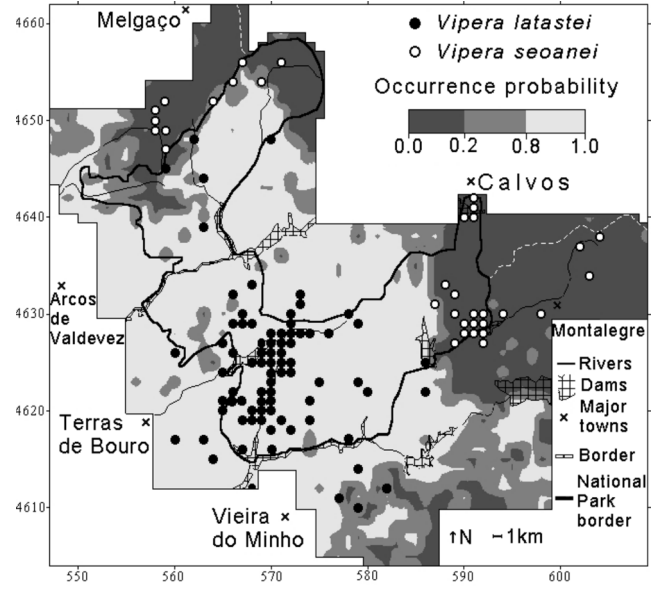 4660
Melgaço
Vipera latastei
Vipera seoanei
Occurrence probability
0.0 0.2 0.8 1.0
4650
Calvos
4640
4630
Arcos
de
Valdevez
Montalegre
Rivers
Dams
Major
towns
4620
Terras
de Bouro
Border
National
Park
border
4610
Vieira
do Minho
↑N 1km
550 560 570 580 590 600